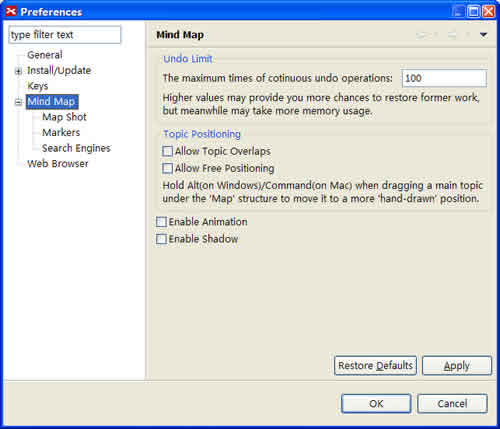 Preferences
type filter text
General
Install/Update
Keys
Mind Map
Map Shot
Markers
Search Engines
Web Browser
Mind Map
Undo Limit
The maximum times of cotinuous undo operations: 100
Higher values may provide you more chances to restore former work,
but meanwhile may take more memory usage.
Topic Positioning
Allow Topic Overlaps
Allow Free Positioning
Hold Alt(on Windows)/Command(on Mac) when dragging a main topic
under the 'Map' structure to move it to a more 'hand-drawn' position.
Enable Animation
Enable Shadow
Restore Defaults Apply
OK Cancel